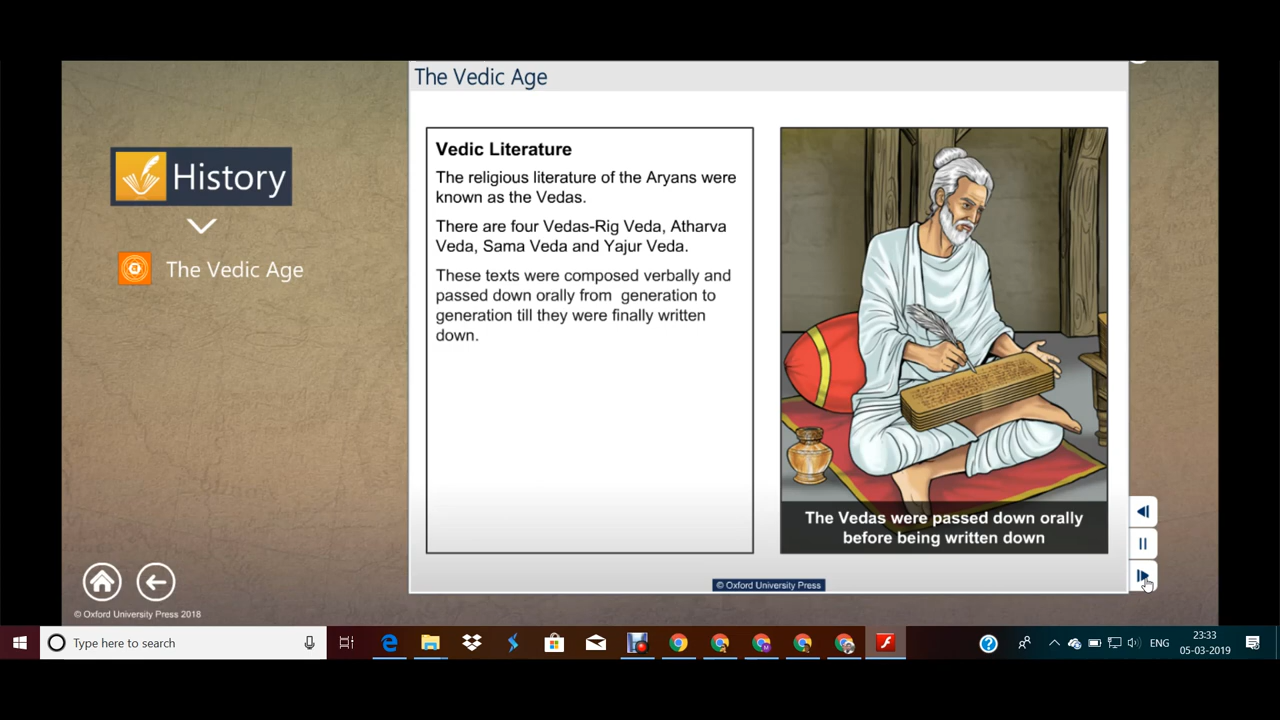 The Vedic Age
History
The Vedic Age
Vedic Literature
The religious literature of the Aryans were
known as the Vedas.
There are four Vedas-Rig Veda, Atharva
Veda, Sama Veda and Yajur Veda.
These texts were composed verbally and
passed down orally from generation to
generation till they were finally written
down.
The Vedas were passed down orally
before being written down
© Oxford University Press
© Oxford University Press 2018
Type here to search
ENG
23:33
05-03-2019